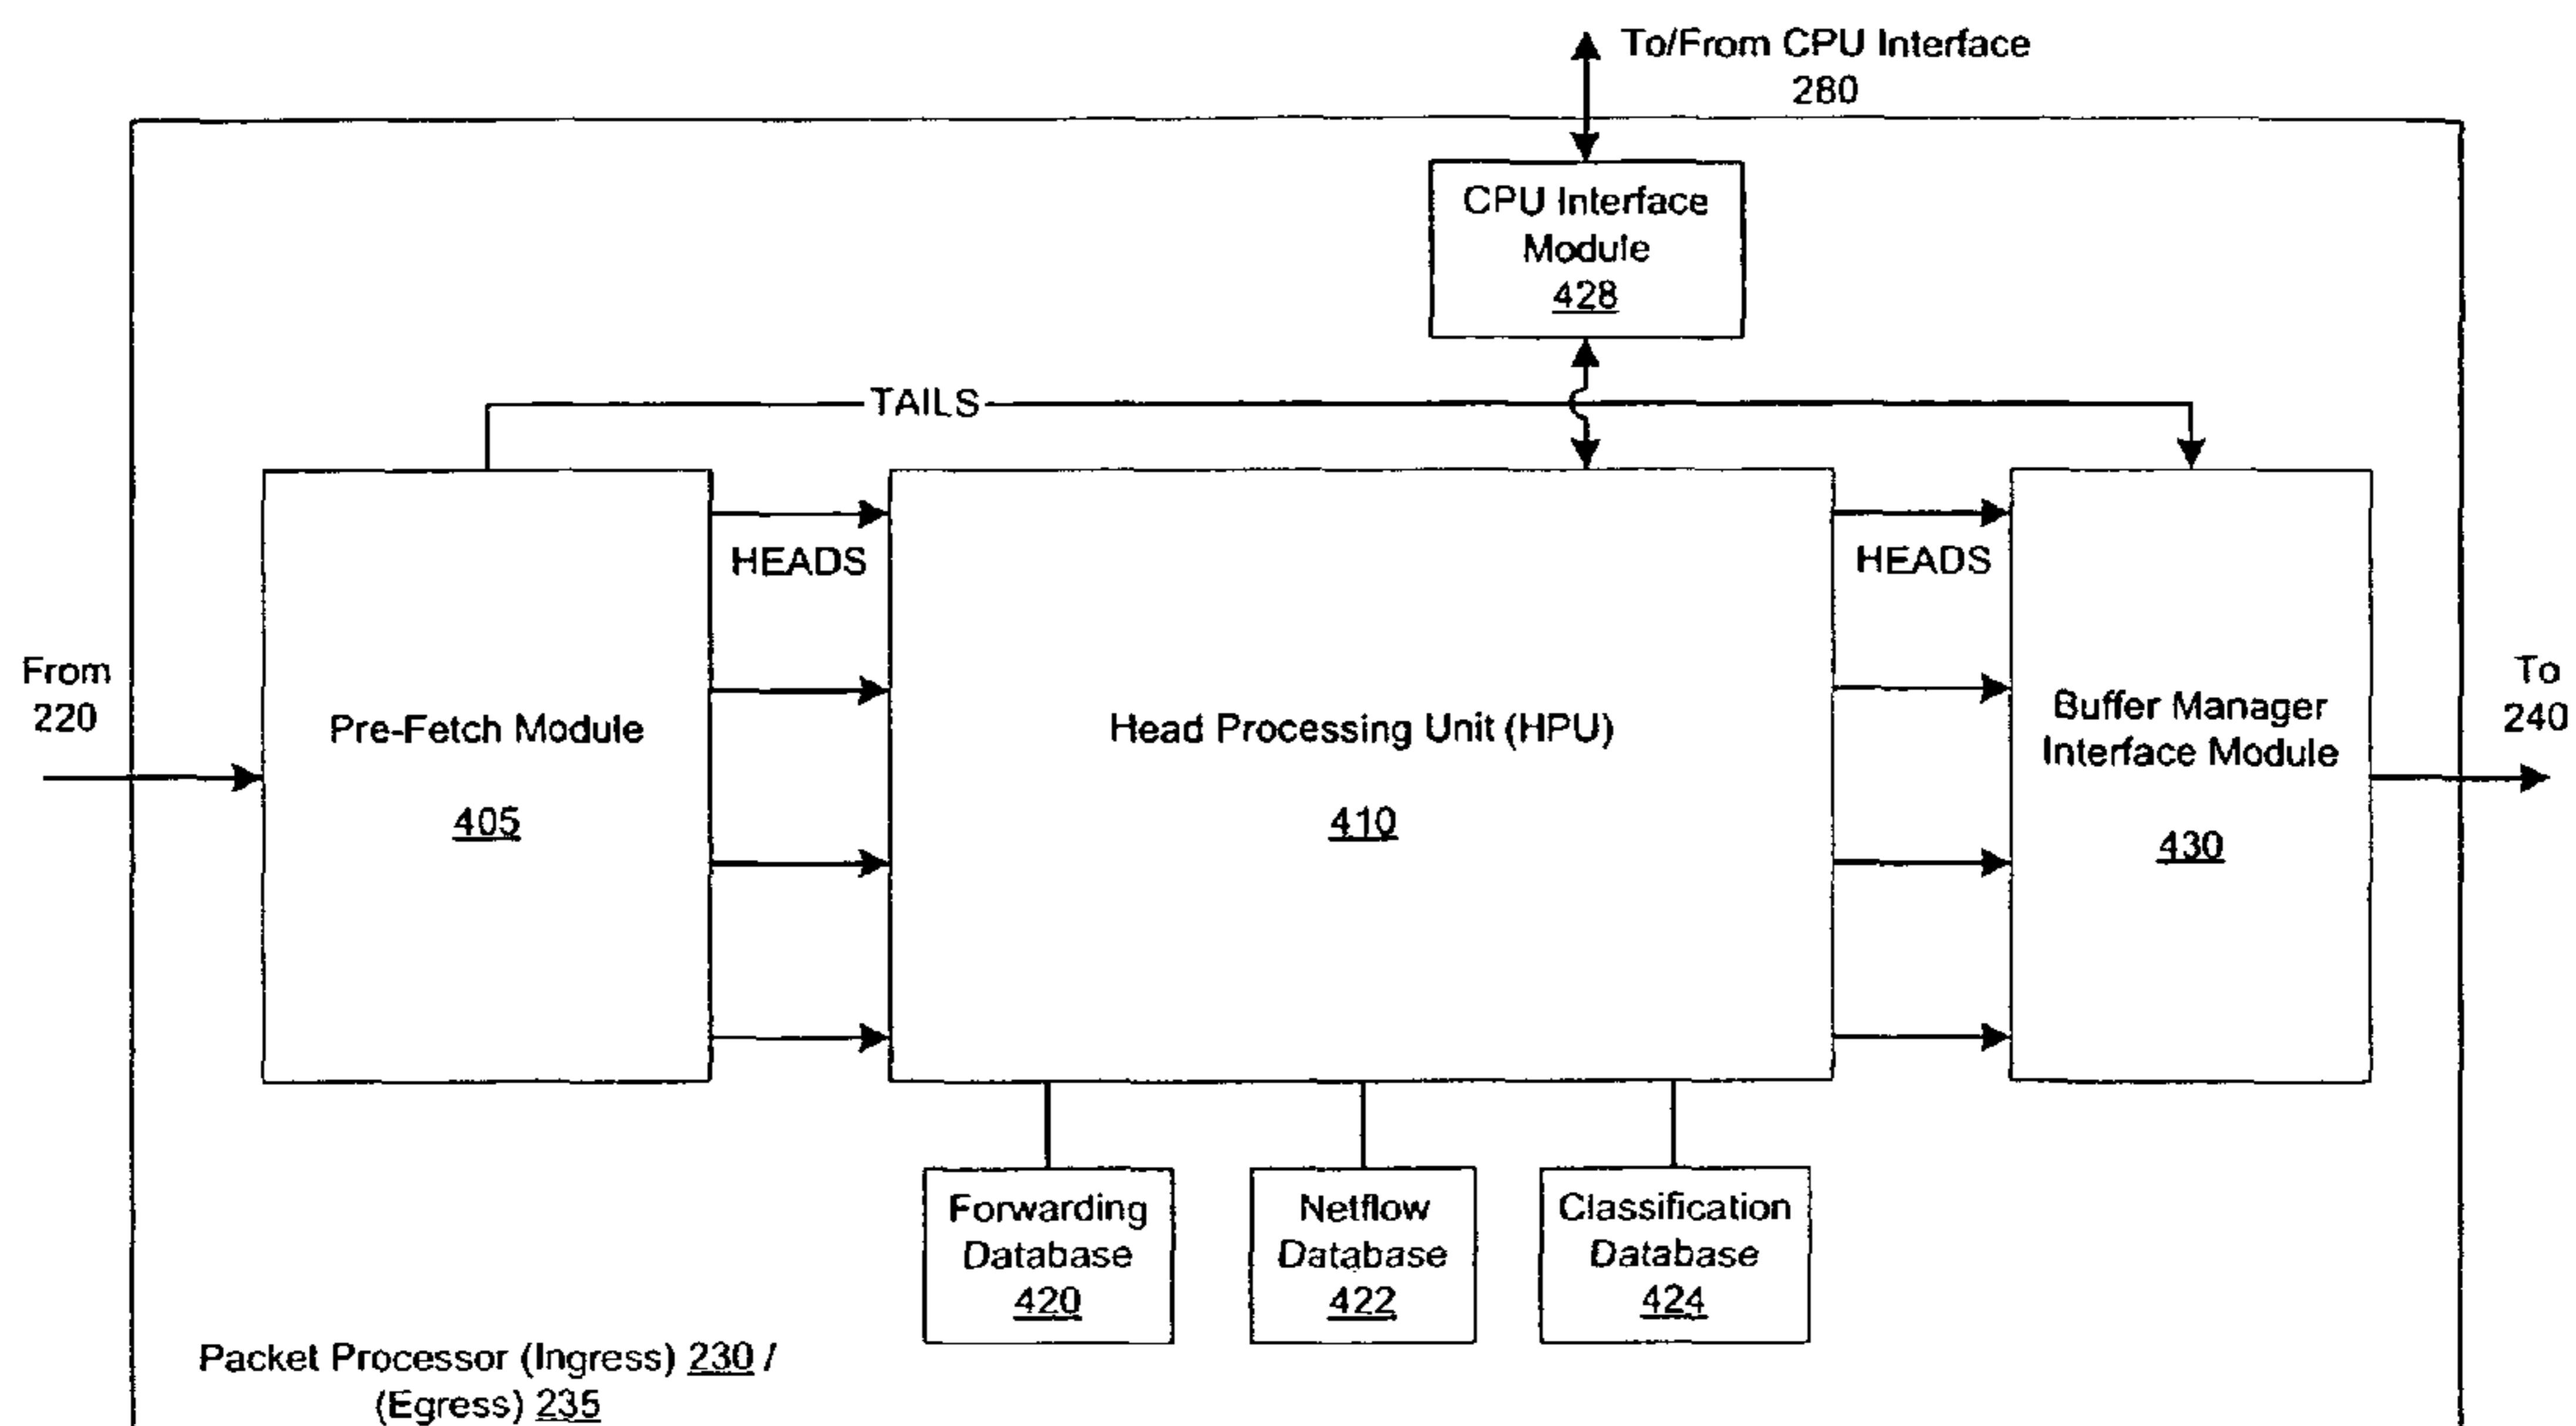 To/From CPU Interface
280
CPU Interface
Module
428
TAILS
HEADS
HEADS
From
220
Pre-Fetch Module
405
Head Processing Unit (HPU)
410
Buffer Manager
Interface Module
430
To
240
Forwarding
Database
420
Netflow
Database
422
Classification
Database
424
Packet Processor (Ingress) 230 /
(Egress) 235